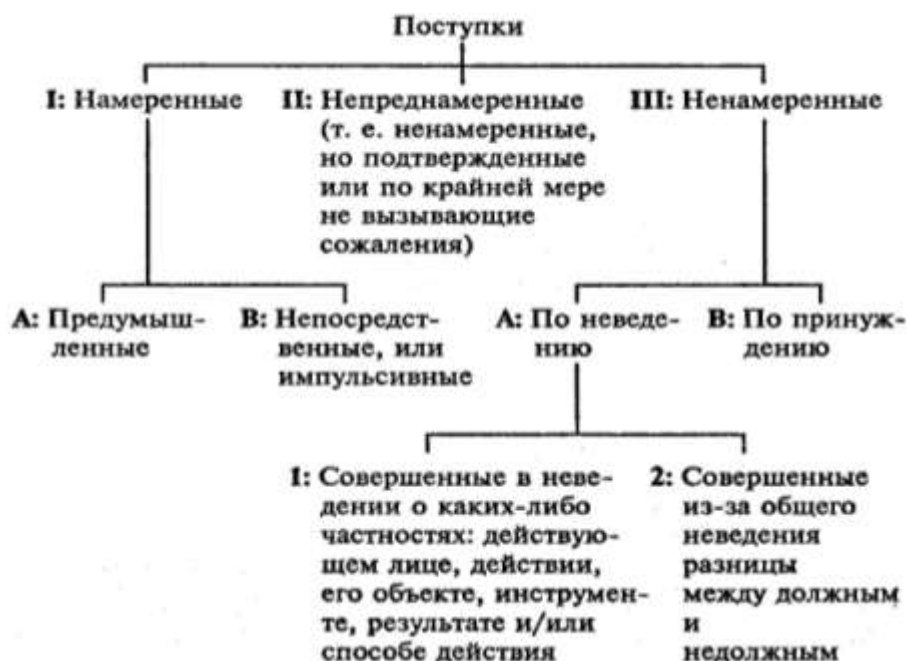 Поступки
I: Намеренные
II: Непреднамеренные
(т. е. ненамеренные,
но подтвержденные
или по крайней мере
не вызывающие
сожаления)
III: Ненамеренные
A: Предумыш-
ленные
B: Непосредст-
венные, или
импульсивные
A: По неведе-
нию
B: По принуж-
дению
1: Совершенные в неве-
дении о каких-либо
частностях: действую-
щем лице, действии,
его объекте, инструмен-
те, результате и/или
способе действия
2: Совершенные
из-за общего
неведения
разницы
между должным
и
недолжным